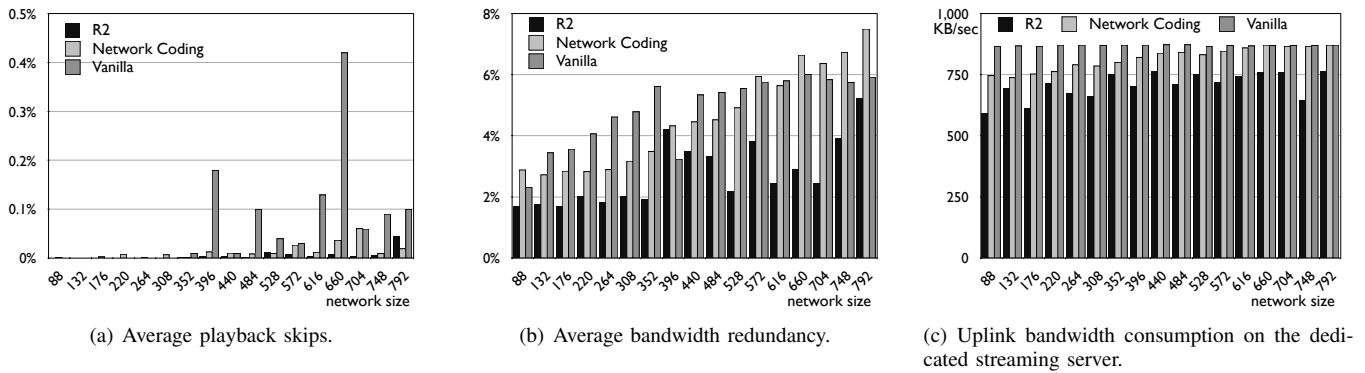 0.5%
0.4%
0.3%
0.2%
0.1%
0%
R2
Network Coding
Vanilla
88 132 176 220 264 308 352 396 440 484 528 572 616 660 704 748 792
network size
(a) Average playback skips.
8%
6%
4%
2%
0%
R2
Network Coding
Vanilla
88 132 176 220 264 308 352 396 440 484 528 572 616 660 704 748 792
network size
(b) Average bandwidth redundancy.
1,000
KB/sec
750
500
250
0
R2 Network Coding Vanilla
88 132 176 220 264 308 352 396 440 484 528 572 616 660 704 748 792
network size
(c) Uplink bandwidth consumption on the dedi-
cated streaming server.